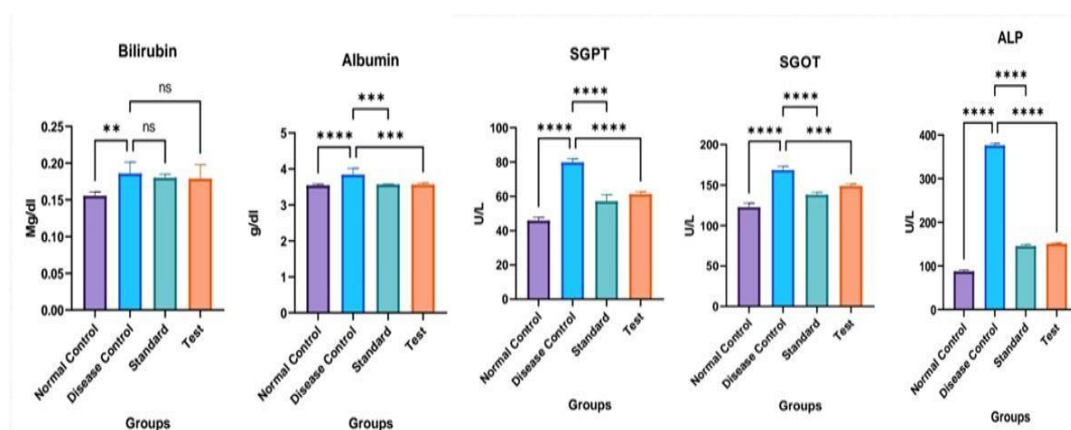 Bilirubin
ns
** ns
0.25
0.20
0.15
0.10
0.05
0.00
Mg/dl
Normal Control
Disease Control
Standard
Test
Groups
Albumin
***
**** ***
5
4
3
2
1
0
g/dl
Normal Control
Disease Control
Standard
Test
Groups
SGPT
****
**** ****
100
80
60
40
20
0
U/L
Normal Control
Disease Control
Standard
Test
Groups
SGOT
****
**** ***
200
150
100
50
0
U/L
Normal Control
Disease Control
Standard
Test
Groups
ALP
****
**** ****
400
300
200
100
0
U/L
Normal Control
Disease Control
Standard
Test
Groups